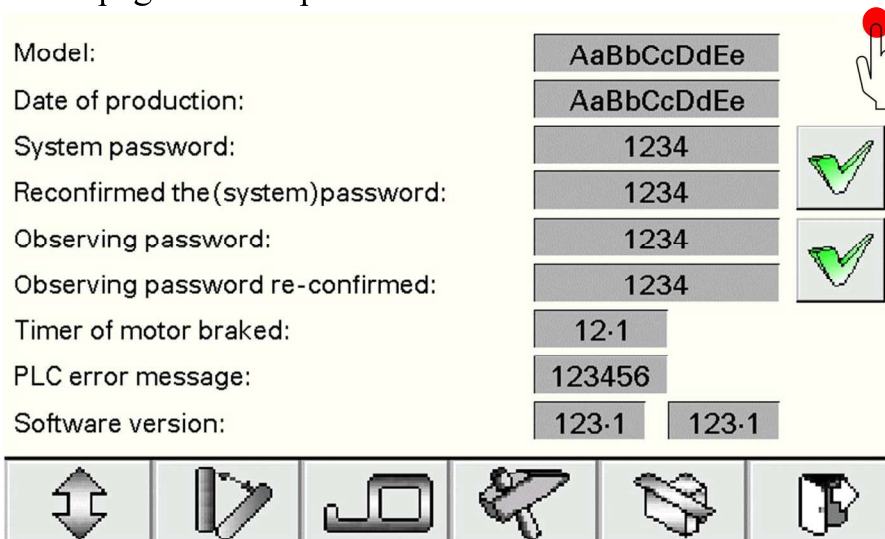 Model: AaBbCcDdEe
Date of production: AaBbCcDdEe
System password: 1234
Reconfirmed the(system)password: 1234
Observing password: 1234
Observing password re-confirmed: 1234
Timer of motor braked: 12·1
PLC error message: 123456
Software version: 123·1 123·1